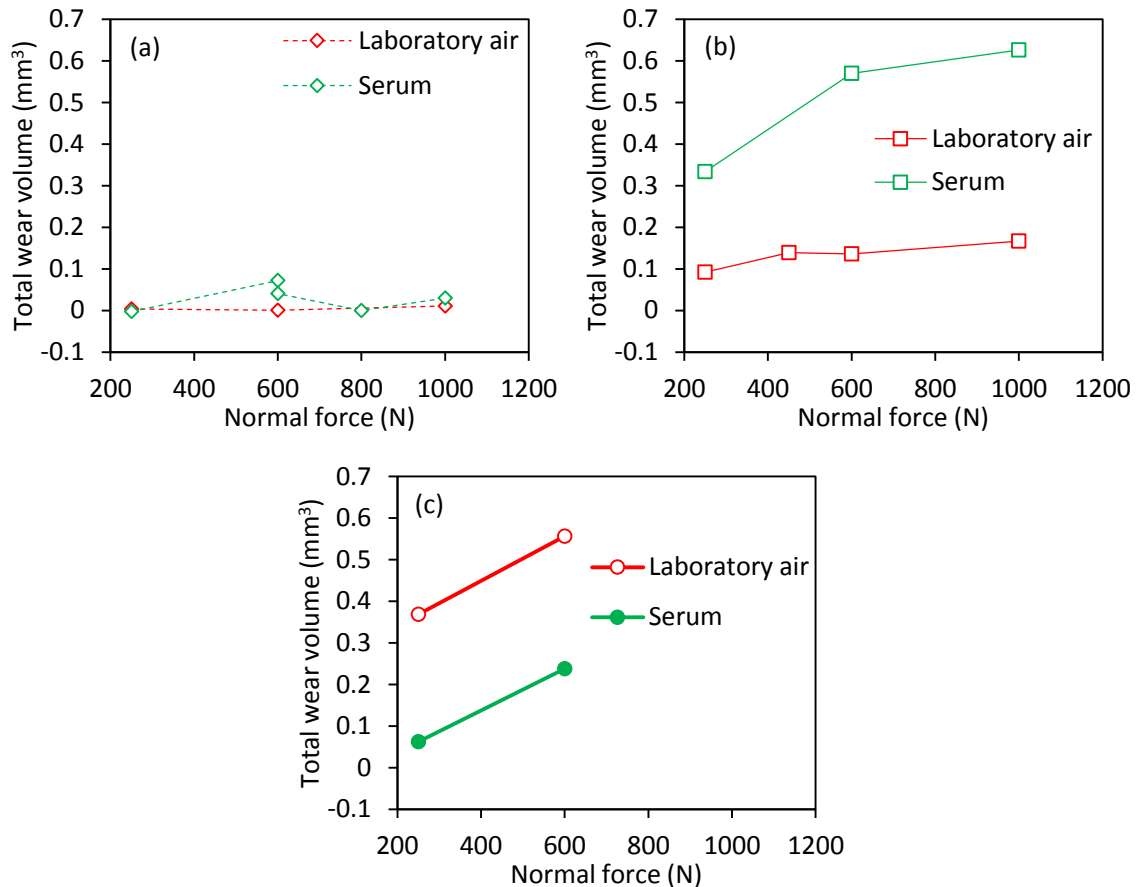 (a)
Laboratory air
Serum
Total wear volume (mm³)
0.7
0.6
0.5
0.4
0.3
0.2
0.1
0
-0.1
200 400 600 800 1000 1200
Normal force (N)
(b)
Laboratory air
Serum
Total wear volume (mm³)
0.7
0.6
0.5
0.4
0.3
0.2
0.1
0
-0.1
200 400 600 800 1000 1200
Normal force (N)
(c)
Laboratory air
Serum
Total wear volume (mm³)
0.7
0.6
0.5
0.4
0.3
0.2
0.1
0
-0.1
200 400 600 800 1000 1200
Normal force (N)